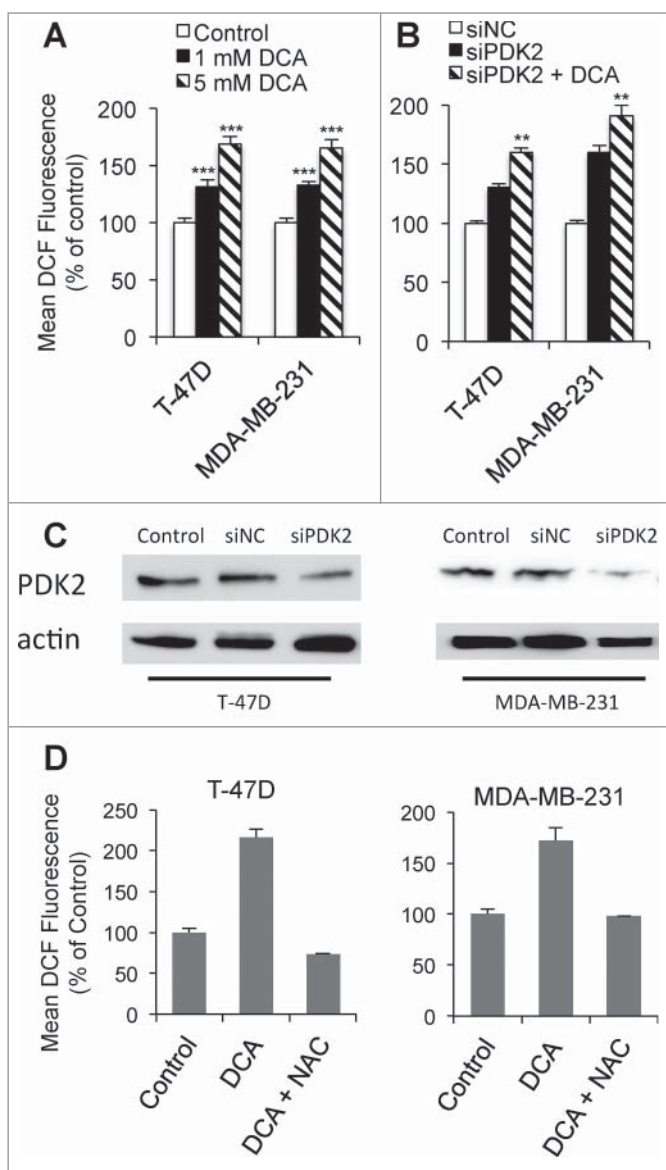 A
Control
1 mM DCA
5 mM DCA
Mean DCF Fluorescence
(% of control)
200
150
100
50
0
***
***
***
***
T-47D
MDA-MB-231
B
siNC
siPDK2
siPDK2 + DCA
200
150
100
50
0
**
**
T-47D
MDA-MB-231
C
Control siNC siPDK2
Control siNC siPDK2
PDK2
actin
T-47D
MDA-MB-231
D
T-47D
Mean DCF Fluorescence
(% of Control)
250
200
150
100
50
0
Control
DCA
DCA + NAC
MDA-MB-231
200
150
100
50
0
Control
DCA
DCA + NAC